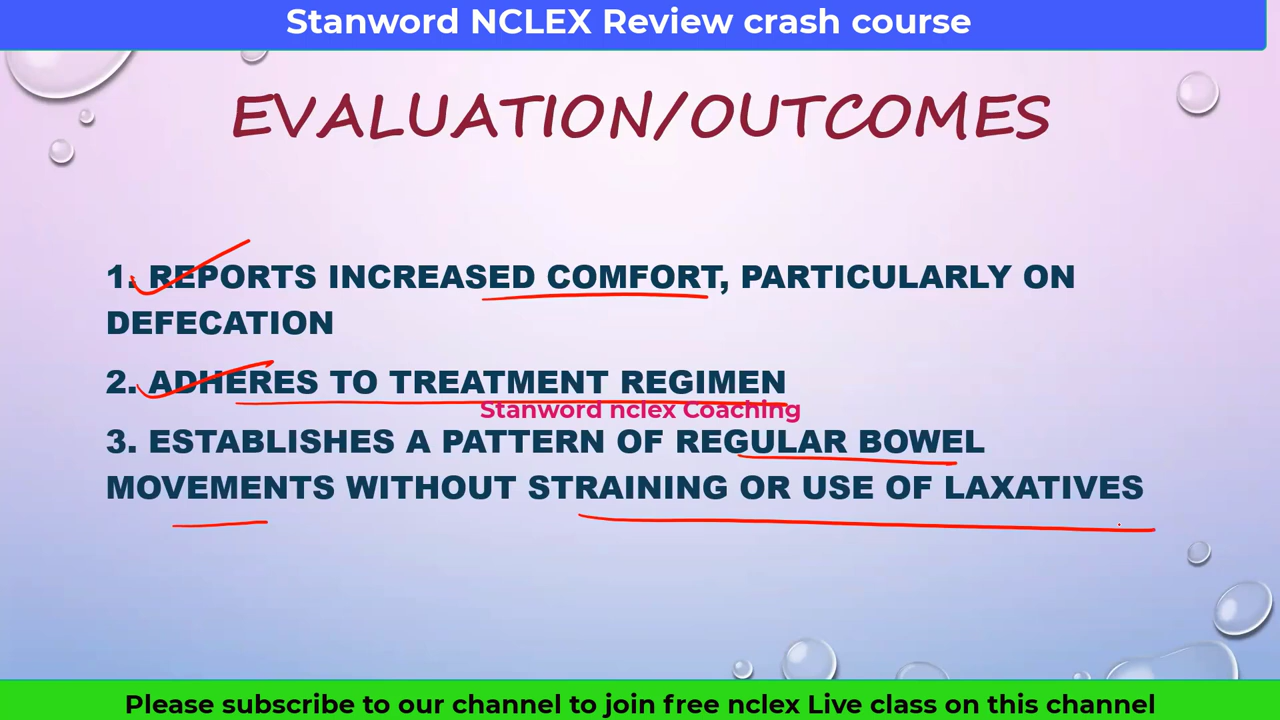 Stanword NCLEX Review crash course
EVALUATION/OUTCOMES
1. REPORTS INCREASED COMFORT, PARTICULARLY ON
DEFECATION
2. ADHERES TO TREATMENT REGIMEN
Stanword nclex Coaching
3. ESTABLISHES A PATTERN OF REGULAR BOWEL
MOVEMENTS WITHOUT STRAINING OR USE OF LAXATIVES
Please subscribe to our channel to join free nclex Live class on this channel